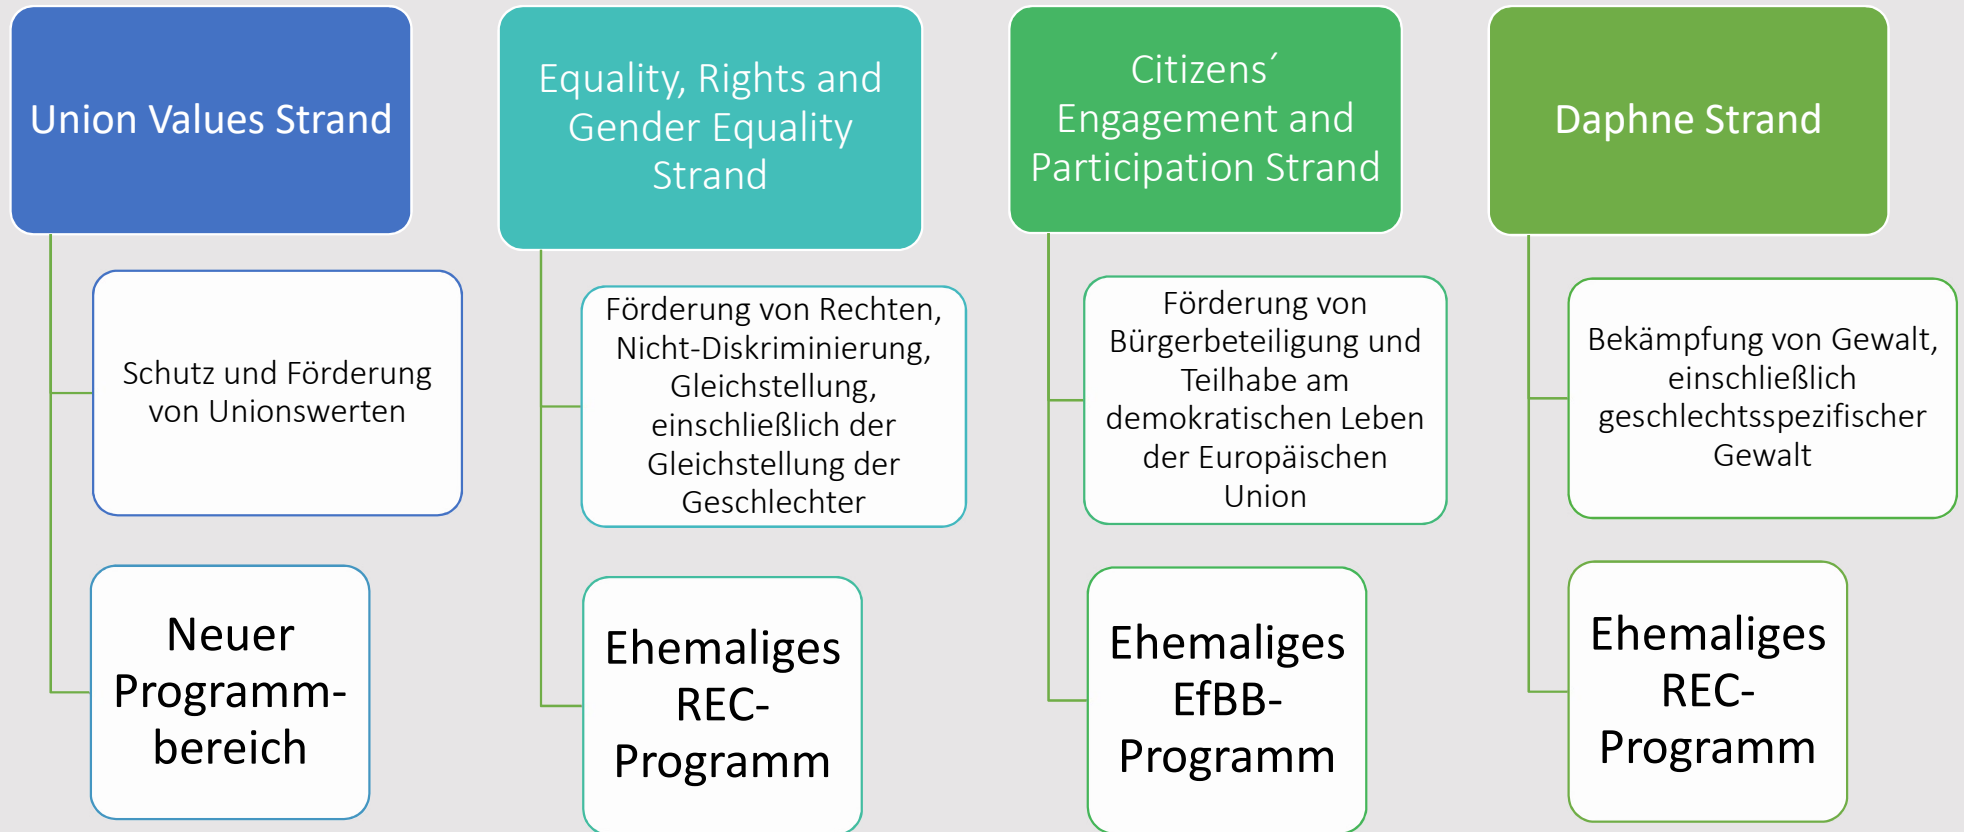 Union Values Strand
Schutz und Förderung
von Unionswerten
Neuer
Programm-
bereich
Equality, Rights and
Gender Equality
Strand
Förderung von Rechten,
Nicht-Diskriminierung,
Gleichstellung,
einschließlich der
Gleichstellung der
Geschlechter
Ehemaliges
REC-
Programm
Citizens´
Engagement and
Participation Strand
Förderung von
Bürgerbeteiligung und
Teilhabe am
demokratischen Leben
der Europäischen
Union
Ehemaliges
EfBB-
Programm
Daphne Strand
Bekämpfung von Gewalt,
einschließlich
geschlechtsspezifischer
Gewalt
Ehemaliges
REC-
Programm